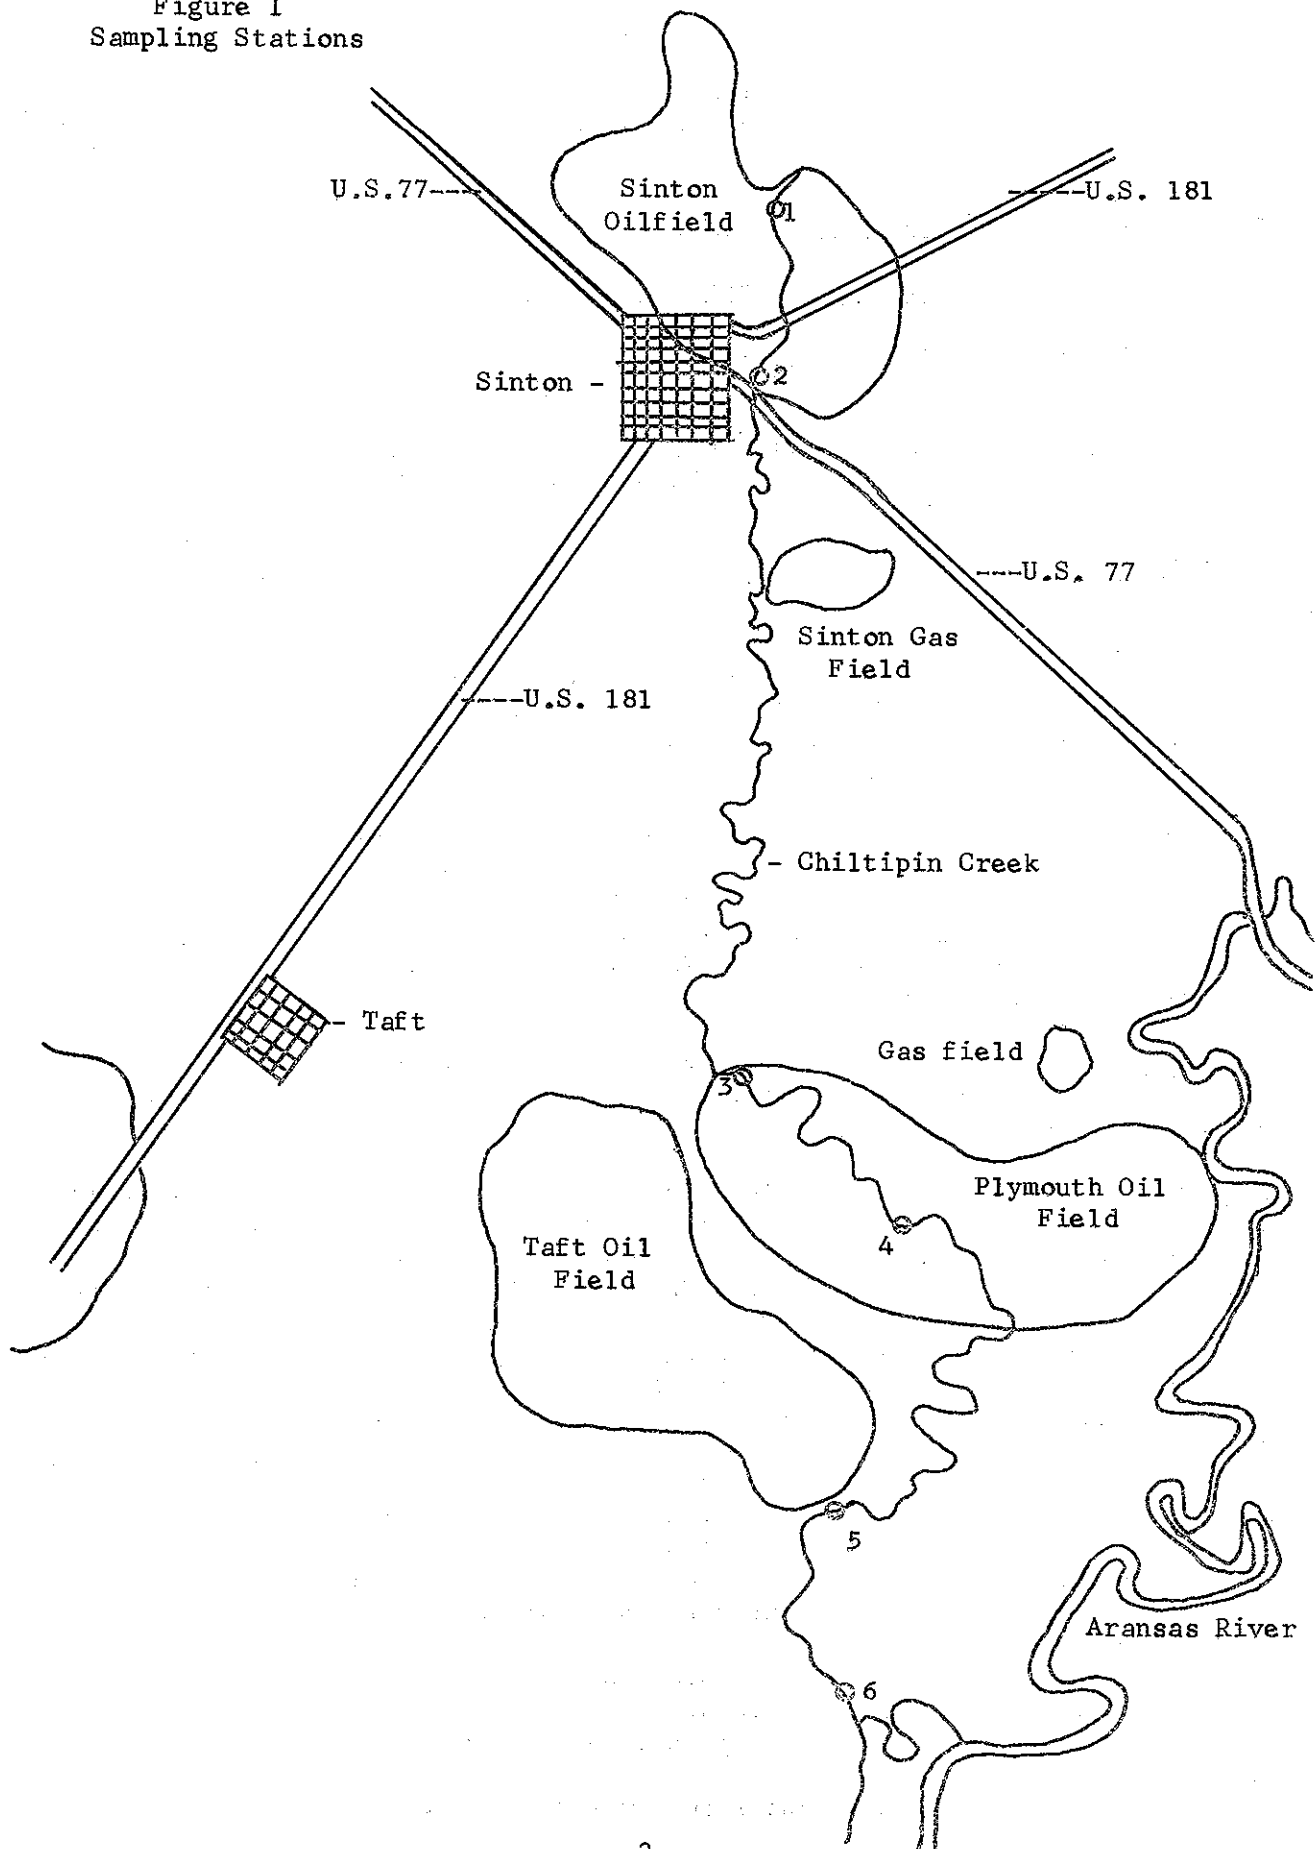 Figure 1
Sampling Stations
U.S.77----
Sinton
Oilfield
1
-----U.S. 181
Sinton -
2
---U.S. 77
Sinton Gas
Field
----U.S. 181
- Chiltipin Creek
- Taft
Gas field
3
Plymouth Oil
Field
4
Taft Oil
Field
5
Aransas River
6